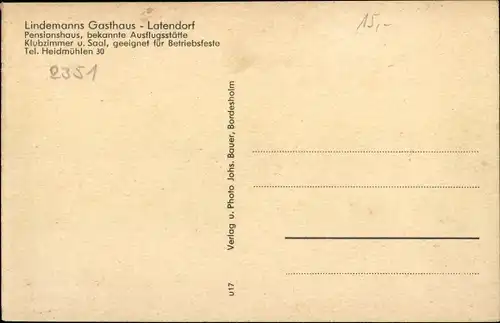 Lindemanns Gasthaus - Latendorf
Pensionshaus, bekannte Ausflugsstätte
Klubzimmer u. Saal, geeignet für Betriebsfeste
Tel. Heidmühlen 30
15,-
2351
Verlag u. Photo Johs. Bauer, Bordesholm
u17